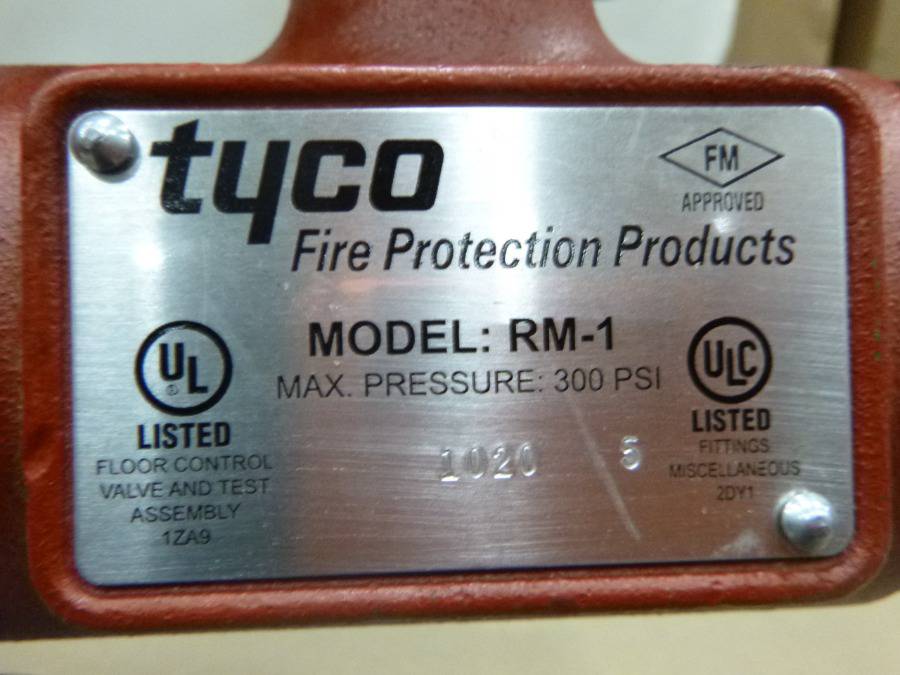 tyco
Fire Protection Products
FM
APPROVED
MODEL: RM-1
MAX. PRESSURE: 300 PSI
UL
®
LISTED
FLOOR CONTROL
VALVE AND TEST
ASSEMBLY
1ZA9
1020 5
ULC
LISTED
FITTINGS
MISCELLANEOUS
2DY1